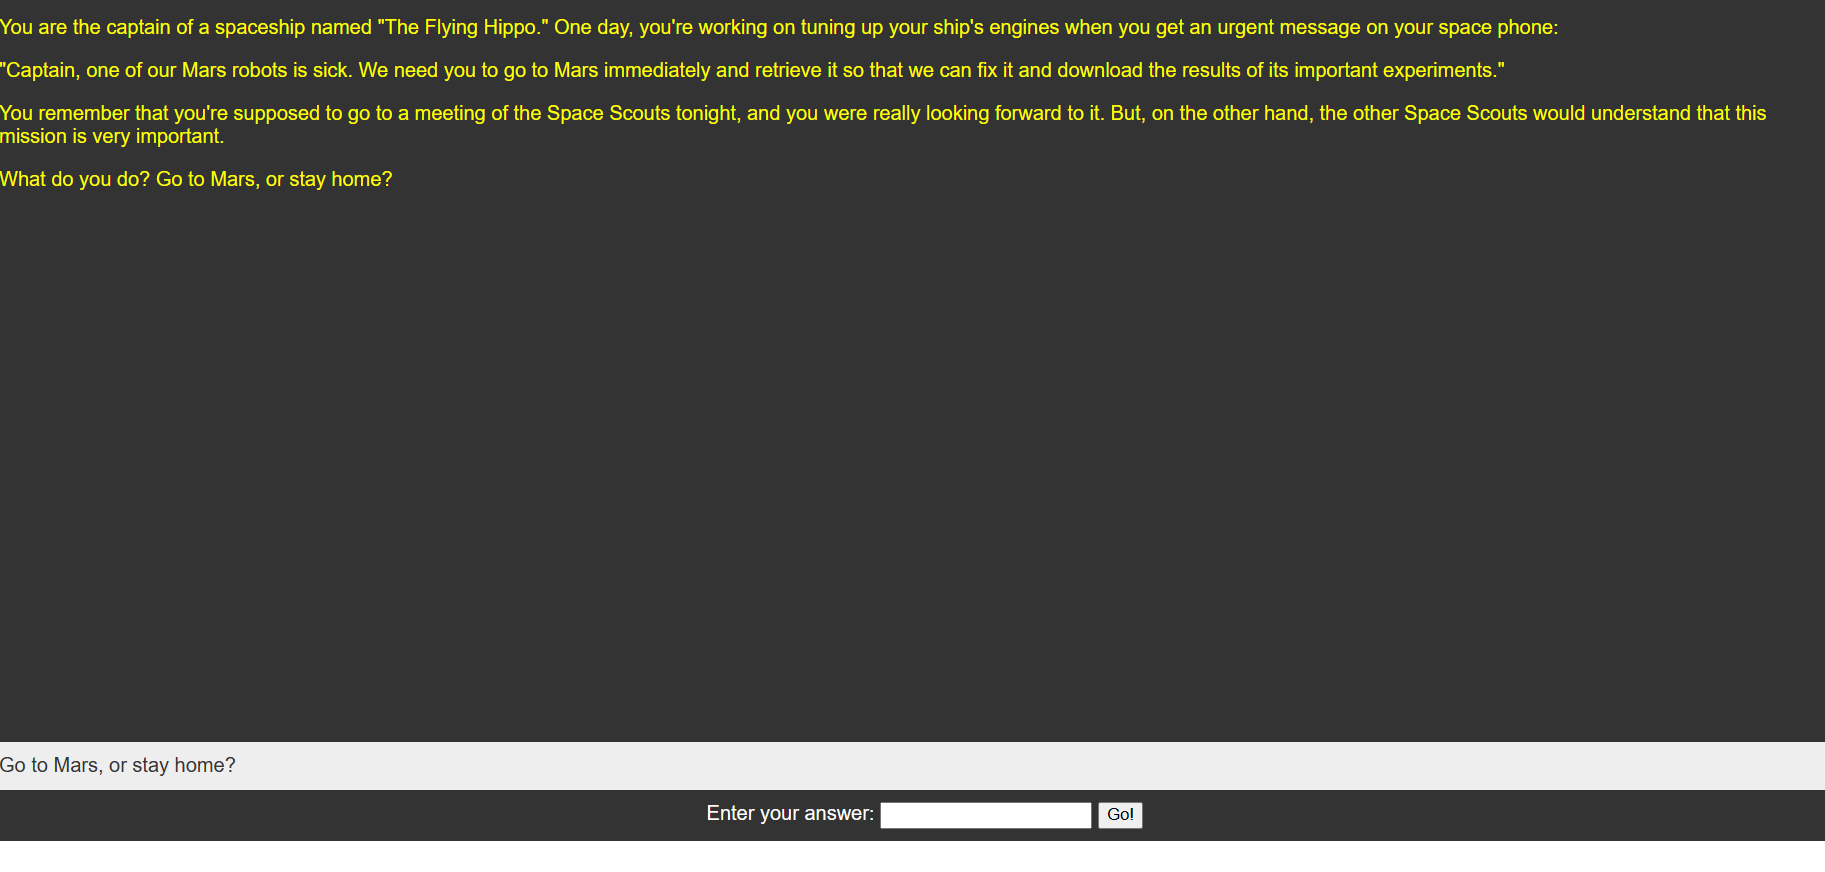 You are the captain of a spaceship named "The Flying Hippo." One day, you're working on tuning up your ship's engines when you get an urgent message on your space phone:
"Captain, one of our Mars robots is sick. We need you to go to Mars immediately and retrieve it so that we can fix it and download the results of its important experiments."
You remember that you're supposed to go to a meeting of the Space Scouts tonight, and you were really looking forward to it. But, on the other hand, the other Space Scouts would understand that this
mission is very important.
What do you do? Go to Mars, or stay home?
Go to Mars, or stay home?
Enter your answer: Go!